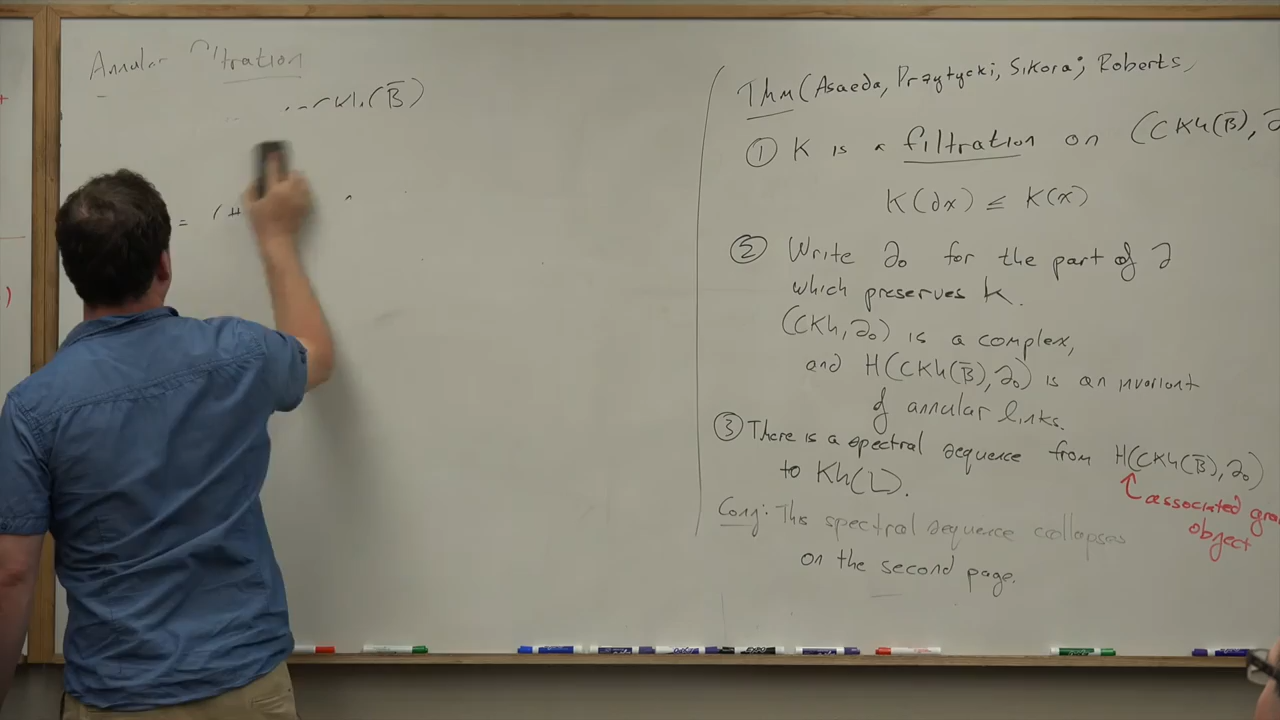 Annular filtration
(B̄)
= (#
Thm (Asaeda, Przytycki, Sikora; Roberts,
① K is a filtration on (CKh(B̄), ∂
K(∂x) ≤ K(x)
② Write ∂₀ for the part of ∂
which preserves K.
(CKh, ∂₀) is a complex,
and H(CKh(B̄), ∂₀) is an invariant
of annular links.
③ There is a spectral sequence from H(CKh(B̄), ∂₀)
to Kh(L).
↑ associated gra
object
Conj: This spectral sequence collapses
on the second page.